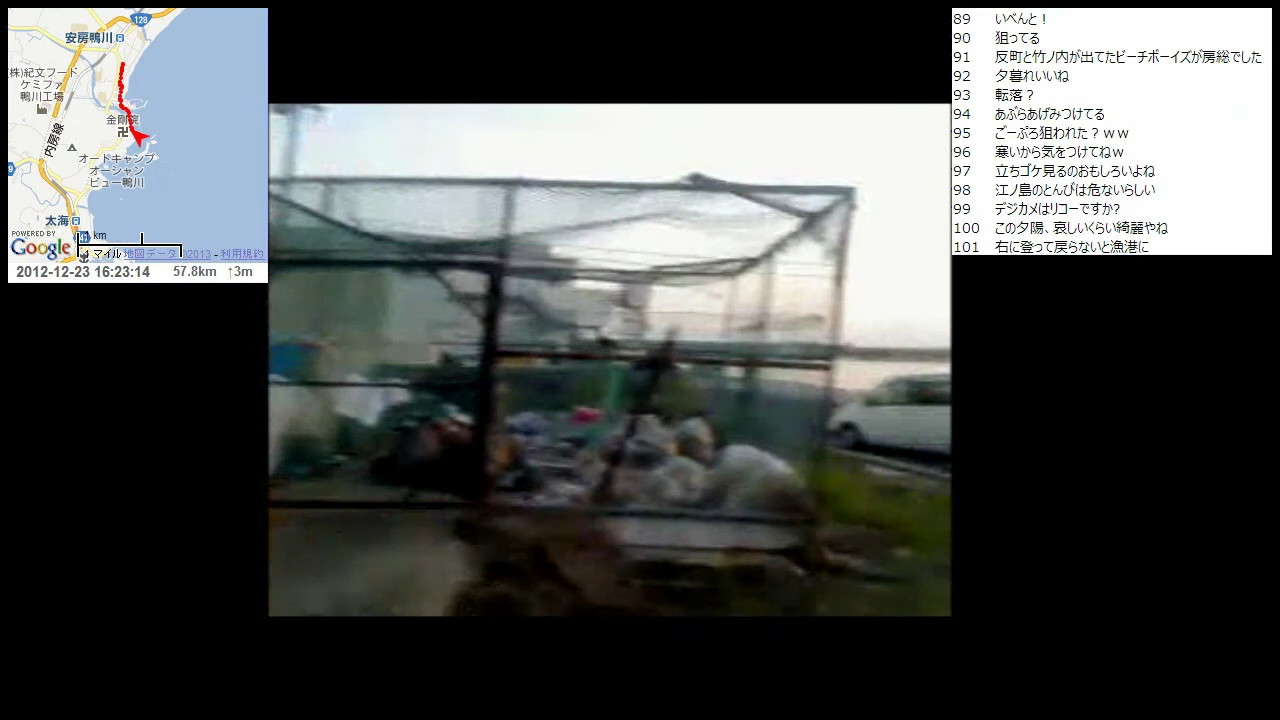 128
安房鴨川
(株)紀文フード
ケミファ
鴨川工場
金剛院
内房線
オートキャンプ
オーシャン
ビュー鴨川
太海
POWERED BY
Google
km
マイル
地図データ ©2013 - 利用規約
2012-12-23 16:23:14 57.8km ↑3m
89 いべんと！
90 狙ってる
91 反町と竹ノ内が出てたビーチボーイズが房総でした
92 夕暮れいいね
93 転落？
94 あぶらあげみつけてる
95 ごーぷろ狙われた？ｗｗ
96 寒いから気をつけてねｗ
97 立ちゴケ見るのおもしろいよね
98 江ノ島のとんびは危ないらしい
99 デジカメはリコーですか?
100 この夕陽、哀しいくらい綺麗やね
101 右に登って戻らないと漁港に